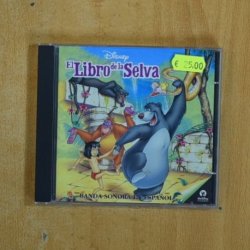 Disney
€ 25.00
El Libro de la Selva
BANDA SONORA EN ESPAÑOL